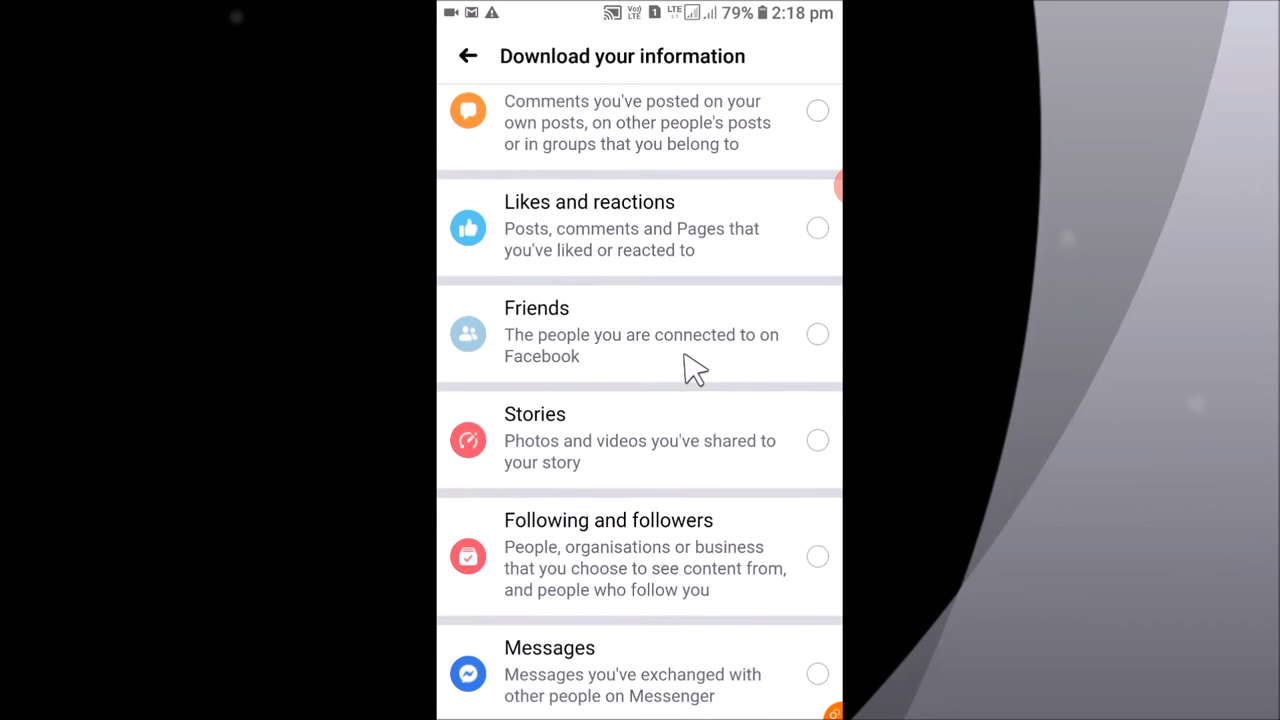 79% 2:18 pm
Download your information
Comments you've posted on your
own posts, on other people's posts
or in groups that you belong to
Likes and reactions
Posts, comments and Pages that
you've liked or reacted to
Friends
The people you are connected to on
Facebook
Stories
Photos and videos you've shared to
your story
Following and followers
People, organisations or business
that you choose to see content from,
and people who follow you
Messages
Messages you've exchanged with
other people on Messenger